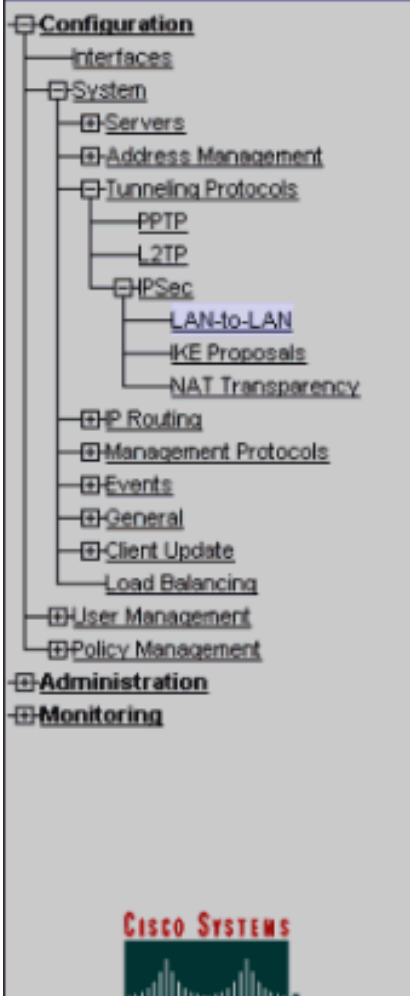 Configuration
Interfaces
System
Servers
Address Management
Tunneling Protocols
PPTP
L2TP
IPSec
LAN-to-LAN
IKE Proposals
NAT Transparency
IP Routing
Management Protocols
Events
General
Client Update
Load Balancing
User Management
Policy Management
Administration
Monitoring
CISCO SYSTEMS